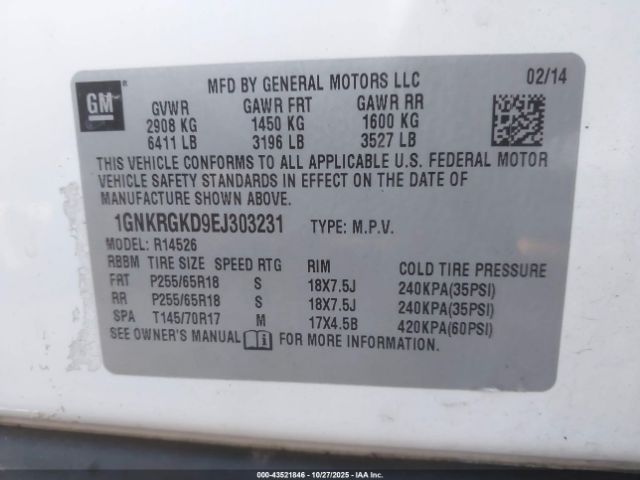 GM
MFD BY GENERAL MOTORS LLC 02/14
GVWR GAWR FRT GAWR RR
2908 KG 1450 KG 1600 KG
6411 LB 3196 LB 3527 LB
THIS VEHICLE CONFORMS TO ALL APPLICABLE U.S. FEDERAL MOTOR
VEHICLE SAFETY STANDARDS IN EFFECT ON THE DATE OF
MANUFACTURE SHOWN ABOVE.
1GNKRGKD9EJ303231 TYPE: M.P.V.
MODEL: R14526
RBBM TIRE SIZE SPEED RTG RIM COLD TIRE PRESSURE
FRT P255/65R18 S 18X7.5J 240KPA(35PSI)
RR P255/65R18 S 18X7.5J 240KPA(35PSI)
SPA T145/70R17 M 17X4.5B 420KPA(60PSI)
SEE OWNER'S MANUAL FOR MORE INFORMATION.
000-43521846 | 10/27/2025 - IAA Inc.